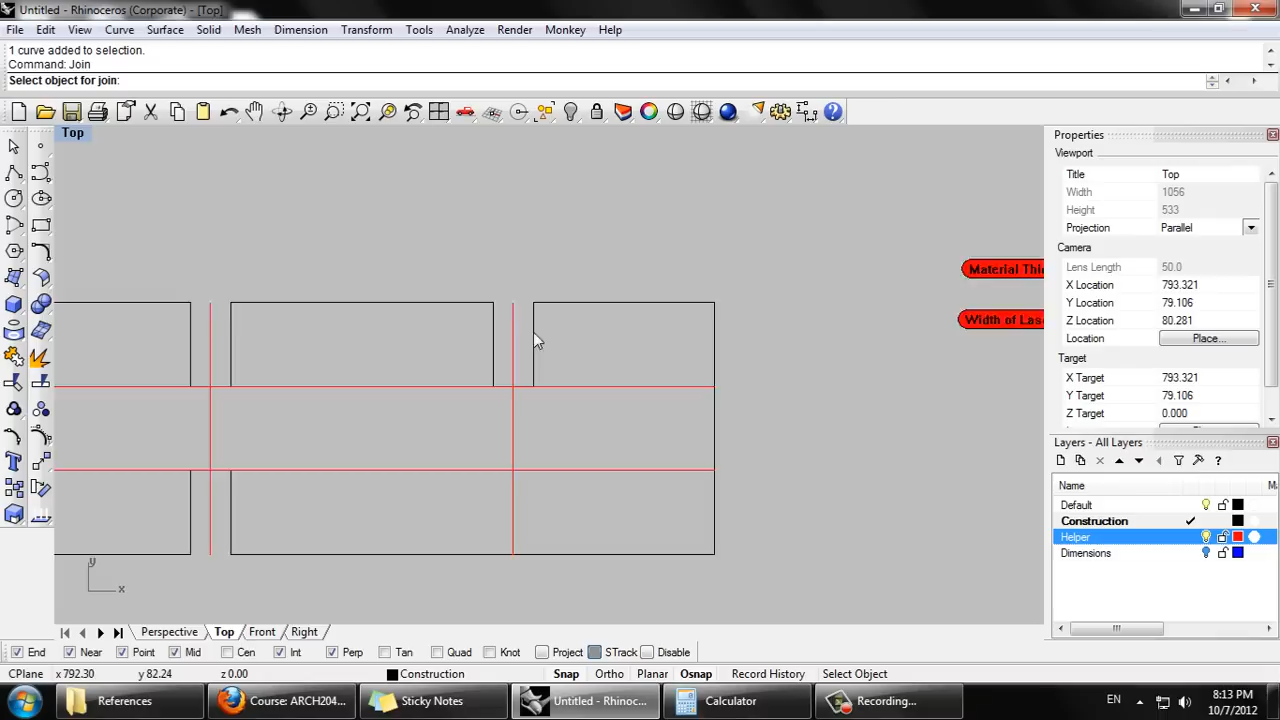 Untitled - Rhinoceros (Corporate) - [Top]
File Edit View Curve Surface Solid Mesh Dimension Transform Tools Analyze Render Monkey Help
1 curve added to selection.
Command: Join
Select object for join:
Top
Properties
Viewport
Title Top
Width 1056
Height 533
Projection Parallel
Camera
Lens Length 50.0
X Location 793.321
Y Location 79.106
Z Location 80.281
Location Place...
Target
X Target 793.321
Y Target 79.106
Z Target 0.000
Material Thi
Width of Las
Layers - All Layers
Name M
Default
Construction
Helper
Dimensions
y
x
Perspective Top Front Right
End Near Point Mid Cen Int Perp Tan Quad Knot Project STrack Disable
CPlane x 792.30 y 82.24 z 0.00 Construction Snap Ortho Planar Osnap Record History Select Object
References Course: ARCH204... Sticky Notes Untitled - Rhinoc... Calculator Recording...
EN 8:13 PM
10/7/2012